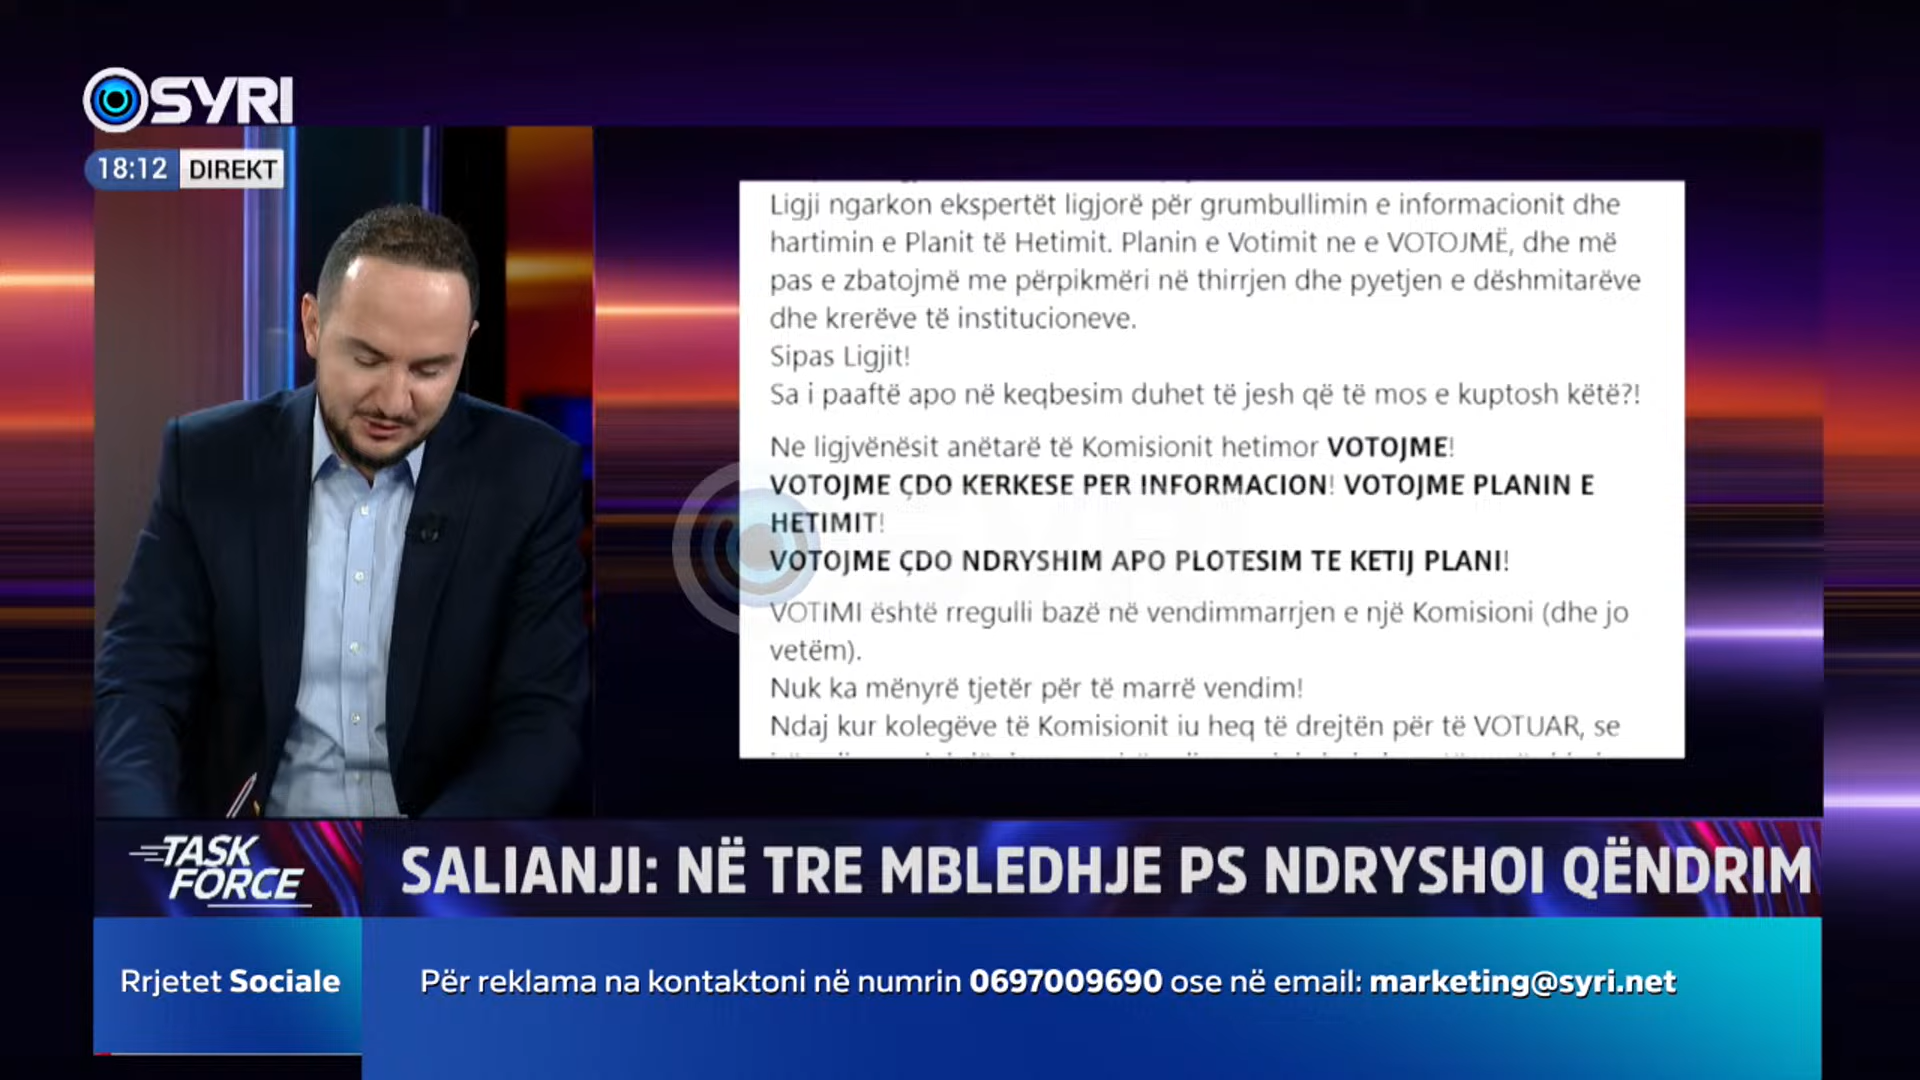 SYRI
18:12 DIREKT
Ligji ngarkon ekspertët ligjorë për grumbullimin e informacionit dhe
hartimin e Planit të Hetimit. Planin e Votimit ne e VOTOJMË, dhe më
pas e zbatojmë me përpikmëri në thirrjen dhe pyetjen e dëshmitarëve
dhe krerëve të institucioneve.
Sipas Ligjit!
Sa i paaftë apo në keqbesim duhet të jesh që të mos e kuptosh këtë?!
Ne ligjvënësit anëtarë të Komisionit hetimor VOTOJME!
VOTOJME ÇDO KERKESE PER INFORMACION! VOTOJME PLANIN E
HETIMIT!
VOTOJME ÇDO NDRYSHIM APO PLOTESIM TE KETIJ PLANI!
VOTIMI është rregulli bazë në vendimmarrjen e një Komisioni (dhe jo
vetëm).
Nuk ka mënyrë tjetër për të marrë vendim!
Ndaj kur kolegëve të Komisionit iu heq të drejtën për të VOTUAR, se
TASK
FORCE
SALIANJI: NË TRE MBLEDHJE PS NDRYSHOI QËNDRIM
Rrjetet Sociale
Për reklama na kontaktoni në numrin 0697009690 ose në email: marketing@syri.net